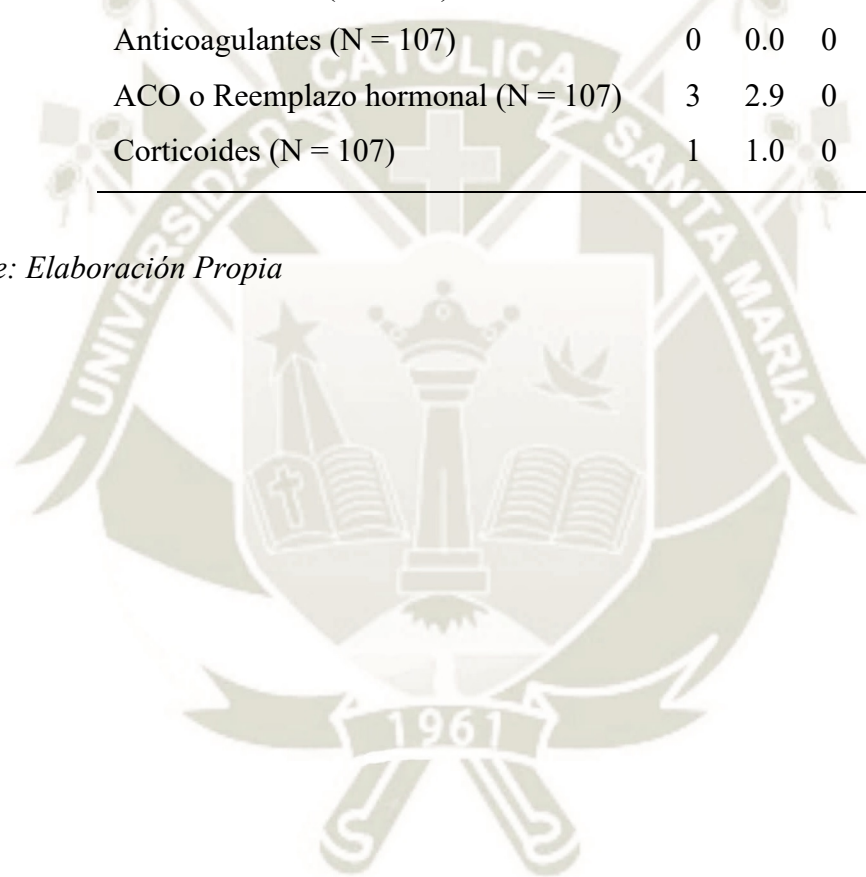 Anticoagulantes (N = 107) 0 0.0 0
ACO o Reemplazo hormonal (N = 107) 3 2.9 0
Corticoides (N = 107) 1 1.0 0
e: Elaboración Propia
UNIVERSIDAD CATOLICA SANTA MARIA
1961